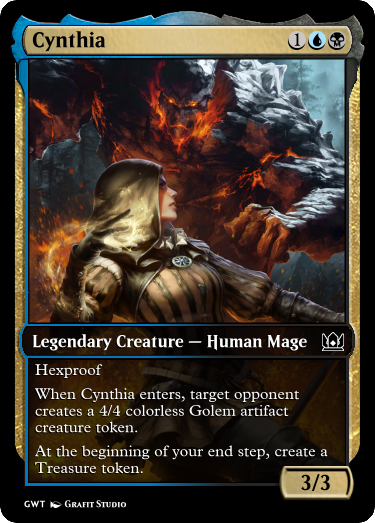 Cynthia 1
Legendary Creature — Human Mage
Hexproof
When Cynthia enters, target opponent
creates a 4/4 colorless Golem artifact
creature token.
At the beginning of your end step, create a
Treasure token.
3/3
GWT Grafit Studio